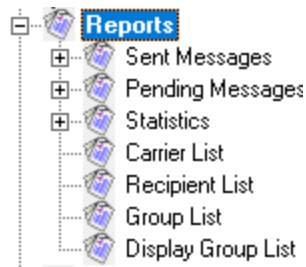 Reports
Sent Messages
Pending Messages
Statistics
Carrier List
Recipient List
Group List
Display Group List